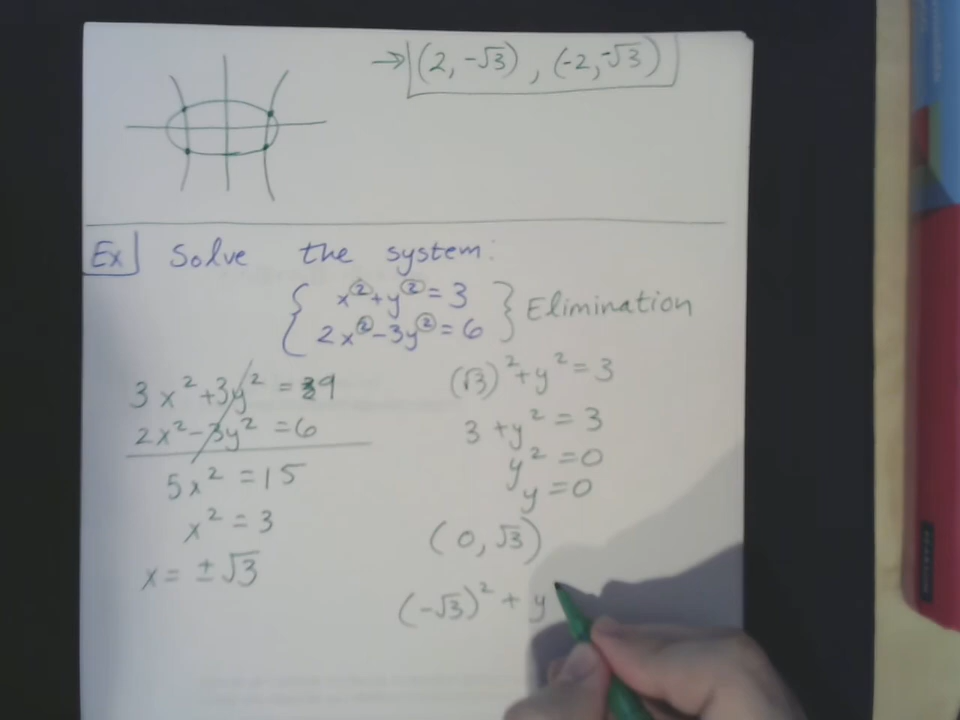 → (2, -√3) , (-2, -√3)
Ex Solve the system:
x² + y² = 3
2x² - 3y² = 6
Elimination
3x² + 3y² = 9
2x² - 3y² = 6
5x² = 15
x² = 3
x = ±√3
(√3)² + y² = 3
3 + y² = 3
y² = 0
y = 0
(0, √3)
(-√3)² + y